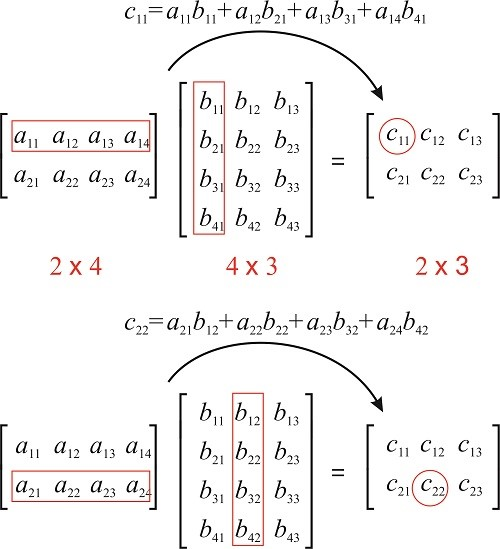 c₁₁=a₁₁b₁₁+a₁₂b₂₁+a₁₃b₃₁+a₁₄b₄₁
b₁₁ b₁₂ b₁₃
a₁₁ a₁₂ a₁₃ a₁₄ b₂₁ b₂₂ b₂₃ c₁₁ c₁₂ c₁₃
=
a₂₁ a₂₂ a₂₃ a₂₄ b₃₁ b₃₂ b₃₃ c₂₁ c₂₂ c₂₃
b₄₁ b₄₂ b₄₃
2 x 4 4 x 3 2 x 3
c₂₂=a₂₁b₁₂+a₂₂b₂₂+a₂₃b₃₂+a₂₄b₄₂
b₁₁ b₁₂ b₁₃
a₁₁ a₁₂ a₁₃ a₁₄ b₂₁ b₂₂ b₂₃ c₁₁ c₁₂ c₁₃
=
a₂₁ a₂₂ a₂₃ a₂₄ b₃₁ b₃₂ b₃₃ c₂₁ c₂₂ c₂₃
b₄₁ b₄₂ b₄₃